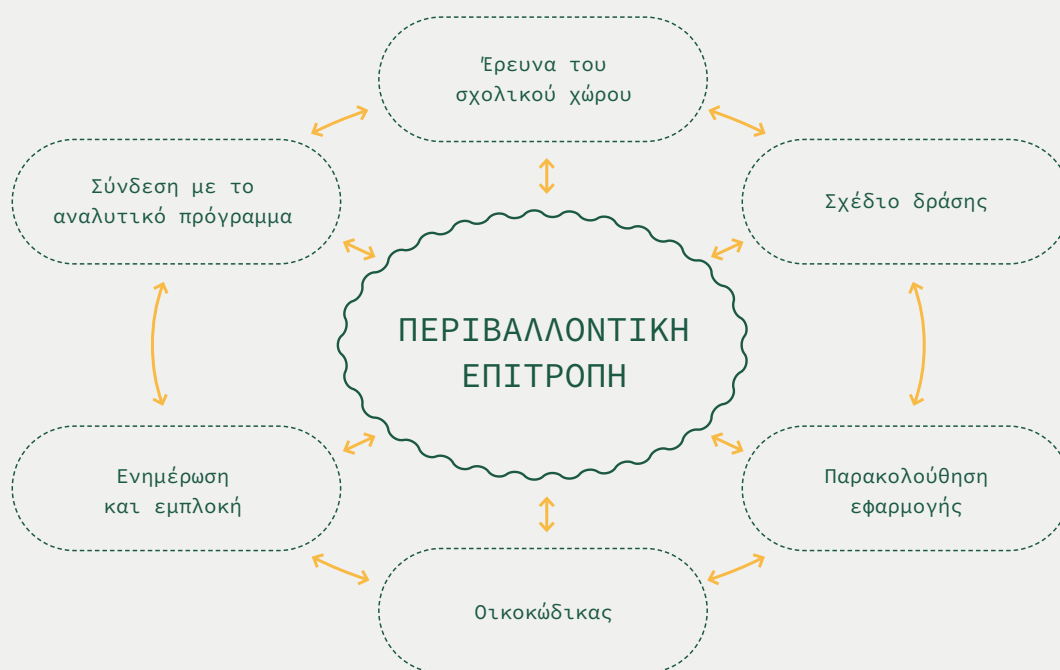 Έρευνα του
σχολικού χώρου
Σύνδεση με το
αναλυτικό πρόγραμμα
Σχέδιο δράσης
ΠΕΡΙΒΑΛΛΟΝΤΙΚΗ
ΕΠΙΤΡΟΠΗ
Ενημέρωση
και εμπλοκή
Παρακολούθηση
εφαρμογής
Οικοκώδικας